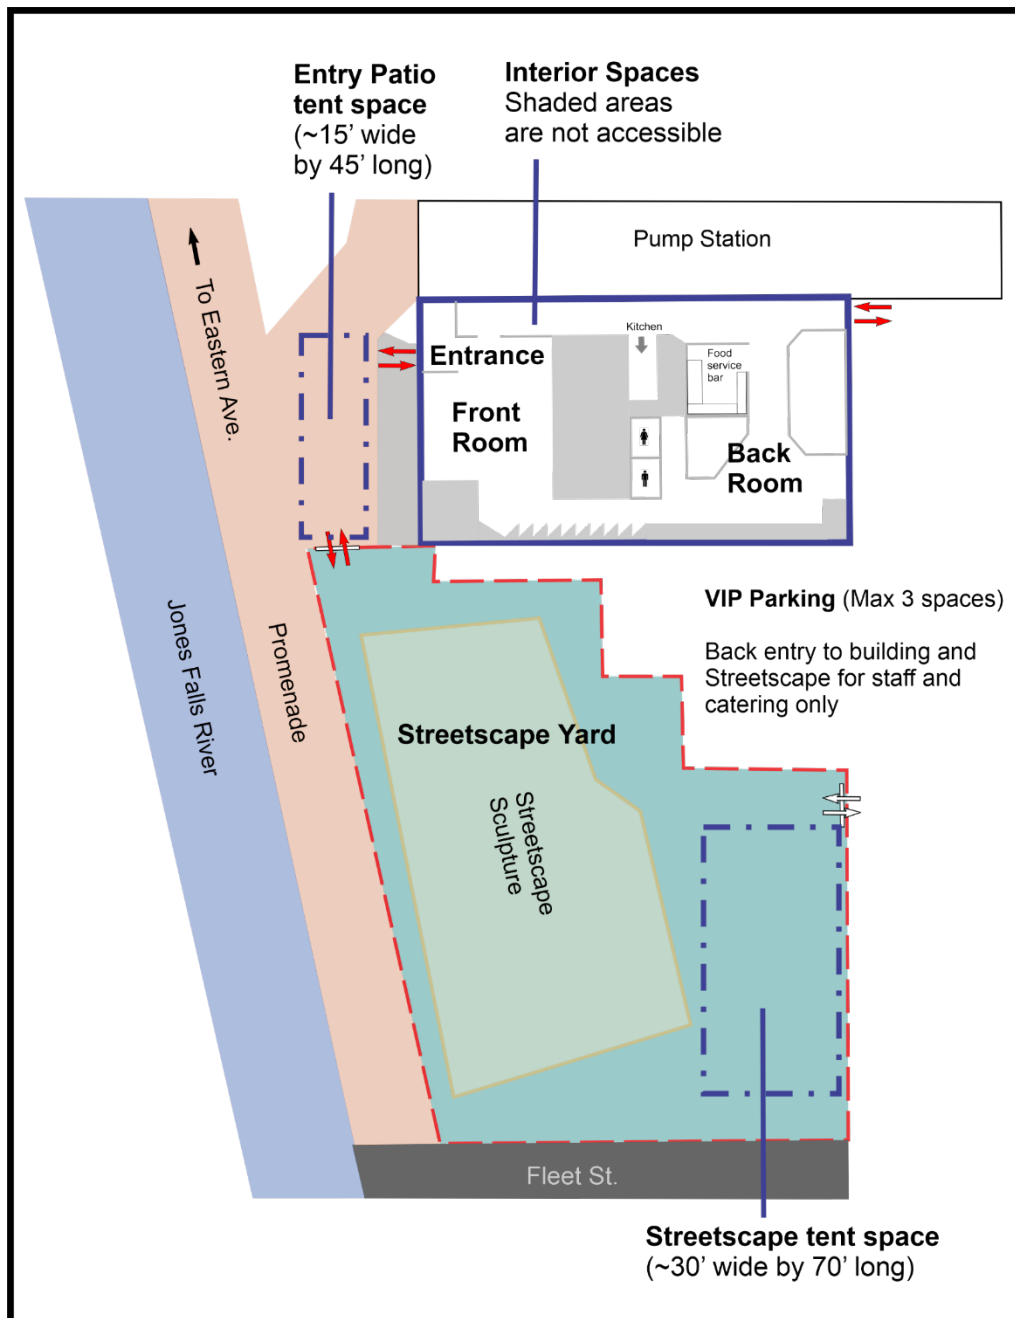 Entry Patio
tent space
(~15’ wide
by 45’ long)
Interior Spaces
Shaded areas
are not accessible
Pump Station
To Eastern Ave.
Kitchen
Entrance
Food
service
bar
Front
Room
Back
Room
VIP Parking (Max 3 spaces)
Back entry to building and
Streetscape for staff and
catering only
Jones Falls River
Promenade
Streetscape Yard
Streetscape
Sculpture
Fleet St.
Streetscape tent space
(~30’ wide by 70’ long)